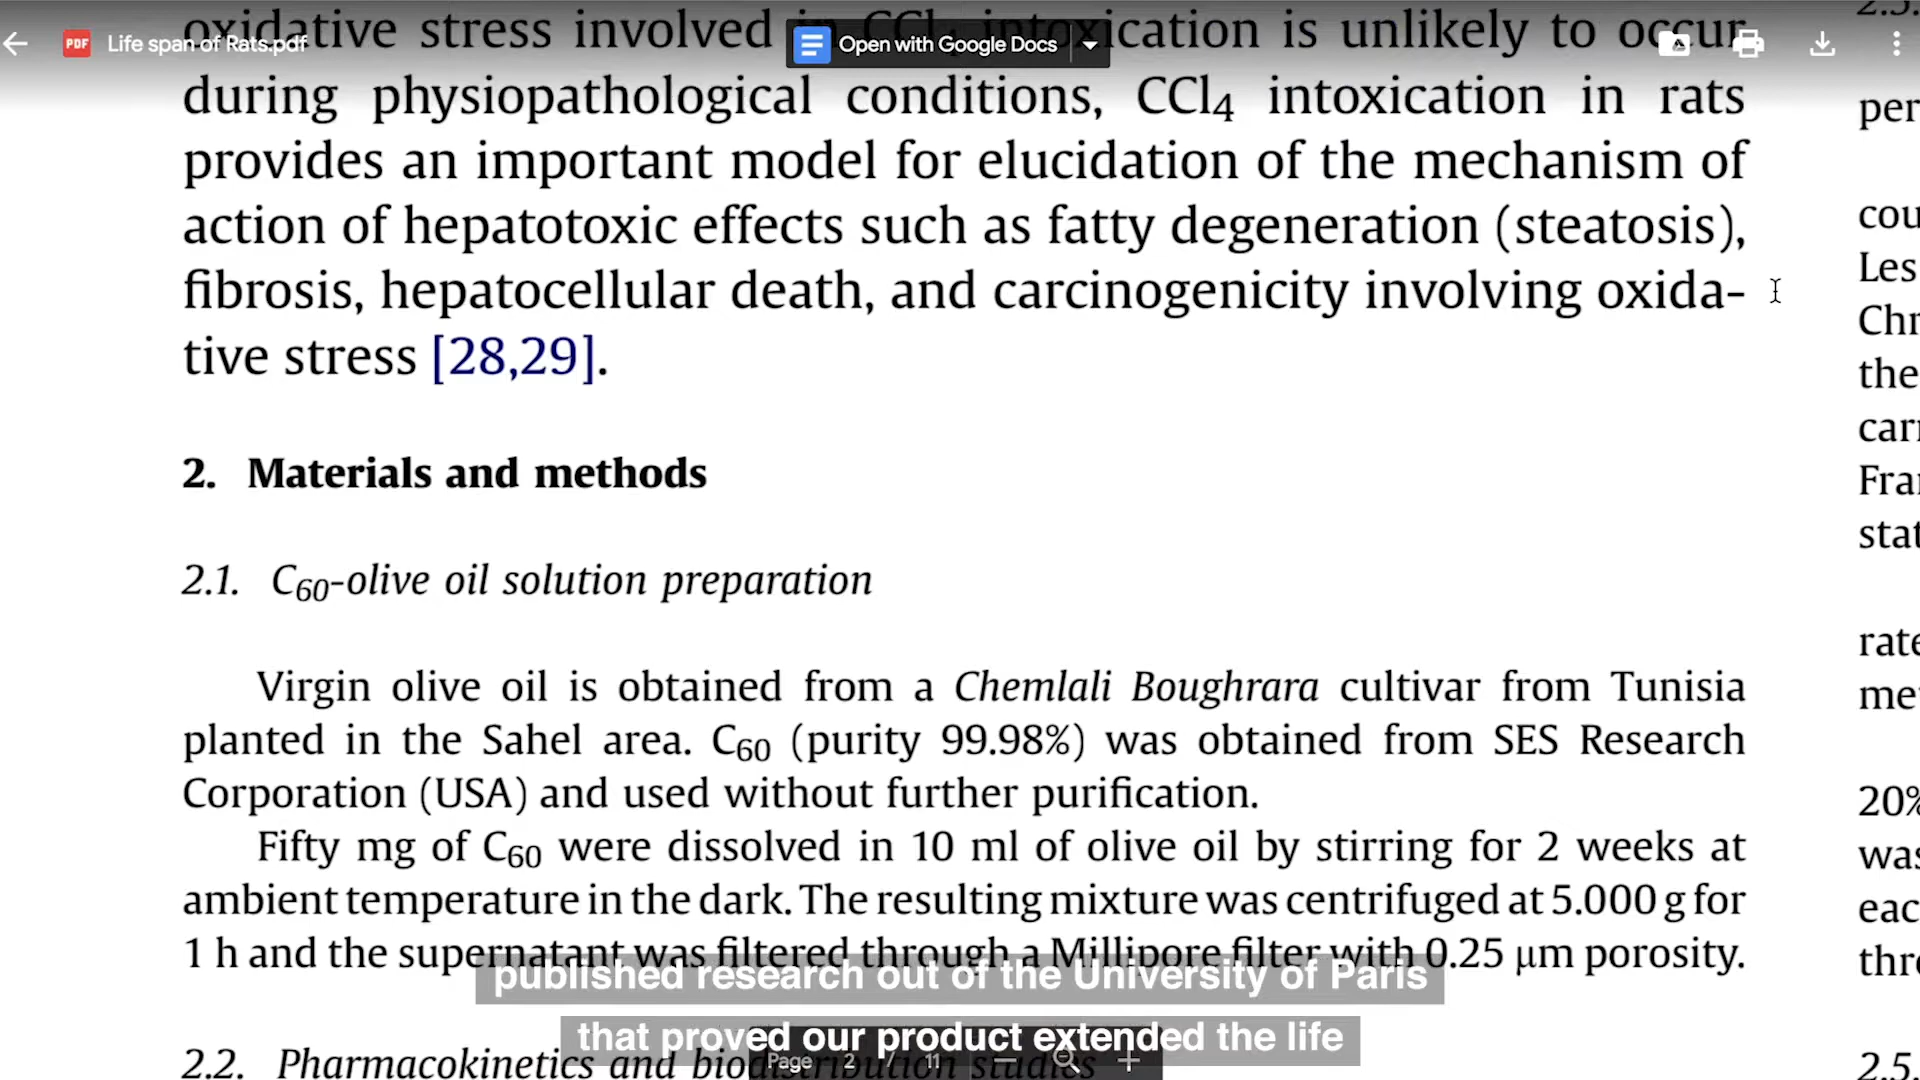 oxidative stress involved in CCl4 intoxication is unlikely to occur
PDF Life span of Rats.pdf
Open with Google Docs
during physiopathological conditions, CCl4 intoxication in rats
provides an important model for elucidation of the mechanism of
action of hepatotoxic effects such as fatty degeneration (steatosis),
fibrosis, hepatocellular death, and carcinogenicity involving oxida-
tive stress [28,29].
2. Materials and methods
2.1. C60-olive oil solution preparation
Virgin olive oil is obtained from a Chemlali Boughrara cultivar from Tunisia
planted in the Sahel area. C60 (purity 99.98%) was obtained from SES Research
Corporation (USA) and used without further purification.
Fifty mg of C60 were dissolved in 10 ml of olive oil by stirring for 2 weeks at
ambient temperature in the dark. The resulting mixture was centrifuged at 5.000 g for
1 h and the supernatant was filtered through a Millipore filter with 0.25 μm porosity.
published research out of the University of Paris
that proved our product extended the life
2.2. Pharmacokinetics and biodistribution studies
Page 2 / 11
per
cou
Les
Chr
the
carr
Fran
stat
rate
met
20%
was
eac
thro
2.5.